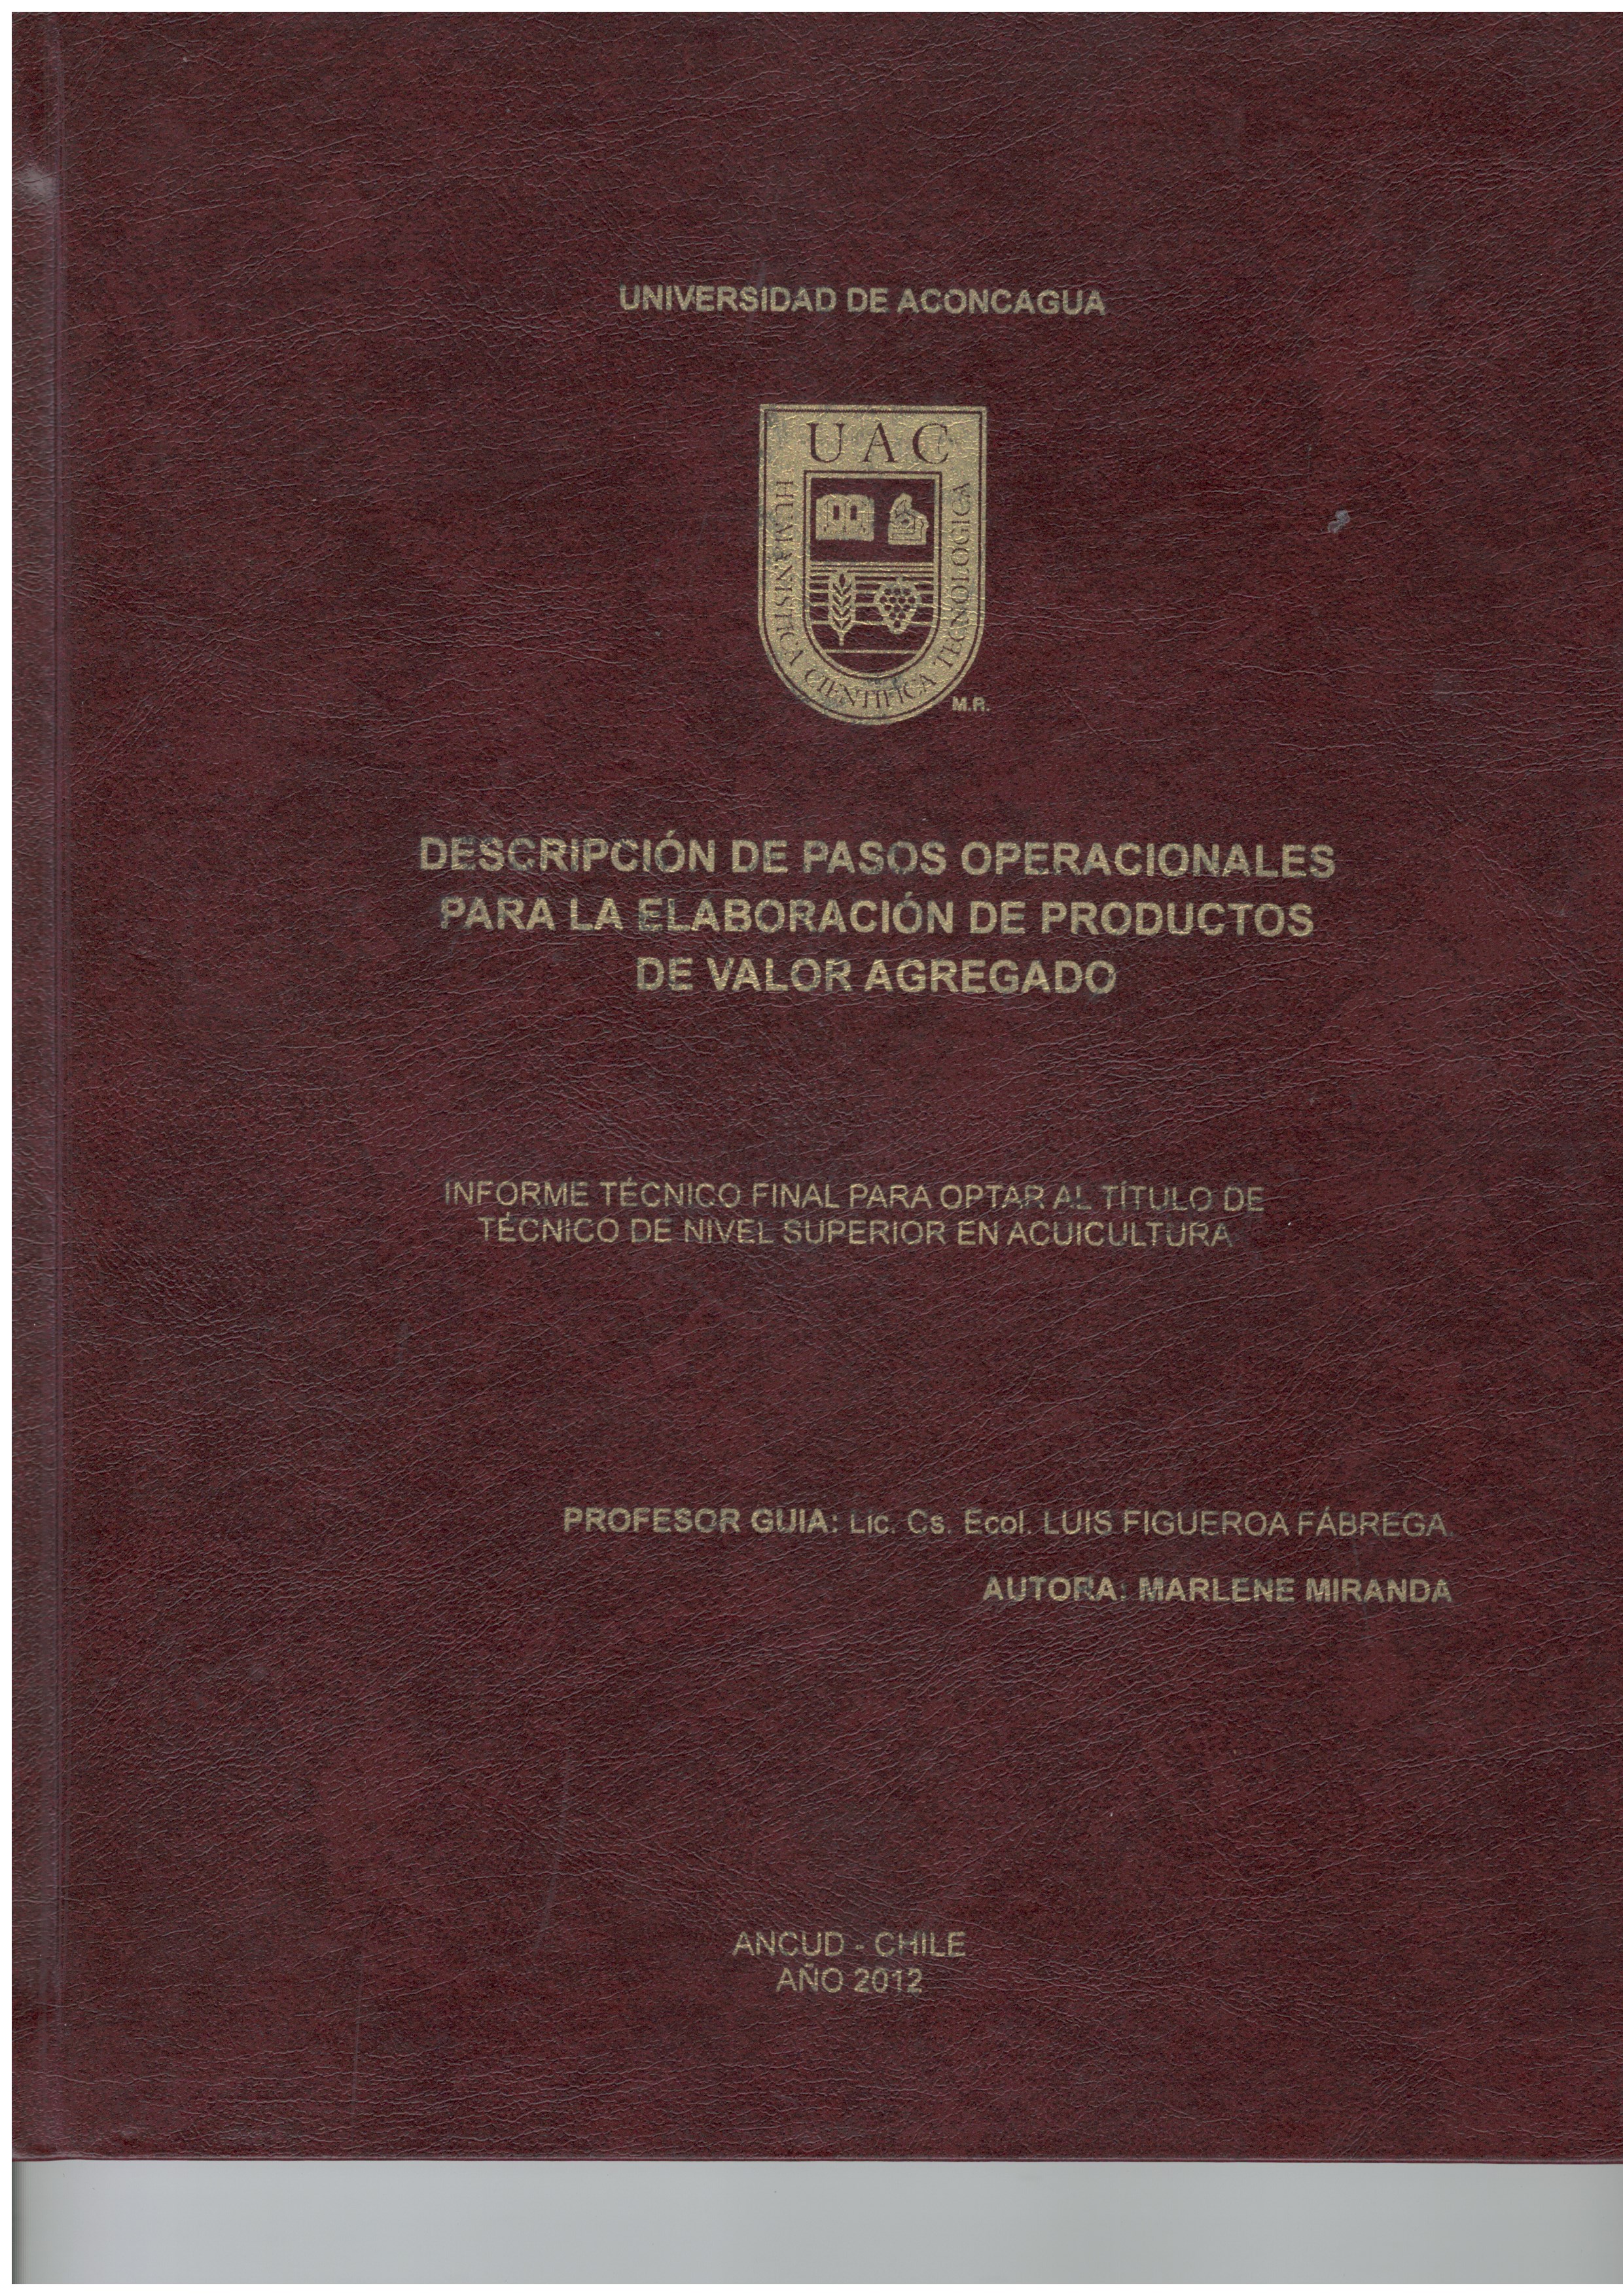 UNIVERSIDAD DE ACONCAGUA
UAC
HUMANISTICA CIENTIFICA TECNOLOGICA
M.R.
DESCRIPCIÓN DE PASOS OPERACIONALES
PARA LA ELABORACIÓN DE PRODUCTOS
DE VALOR AGREGADO
INFORME TÉCNICO FINAL PARA OPTAR AL TÍTULO DE
TÉCNICO DE NIVEL SUPERIOR EN ACUICULTURA
PROFESOR GUIA: Lic. Cs. Ecol. LUIS FIGUEROA FÁBREGA.
AUTORA: MARLENE MIRANDA
ANCUD - CHILE
AÑO 2012